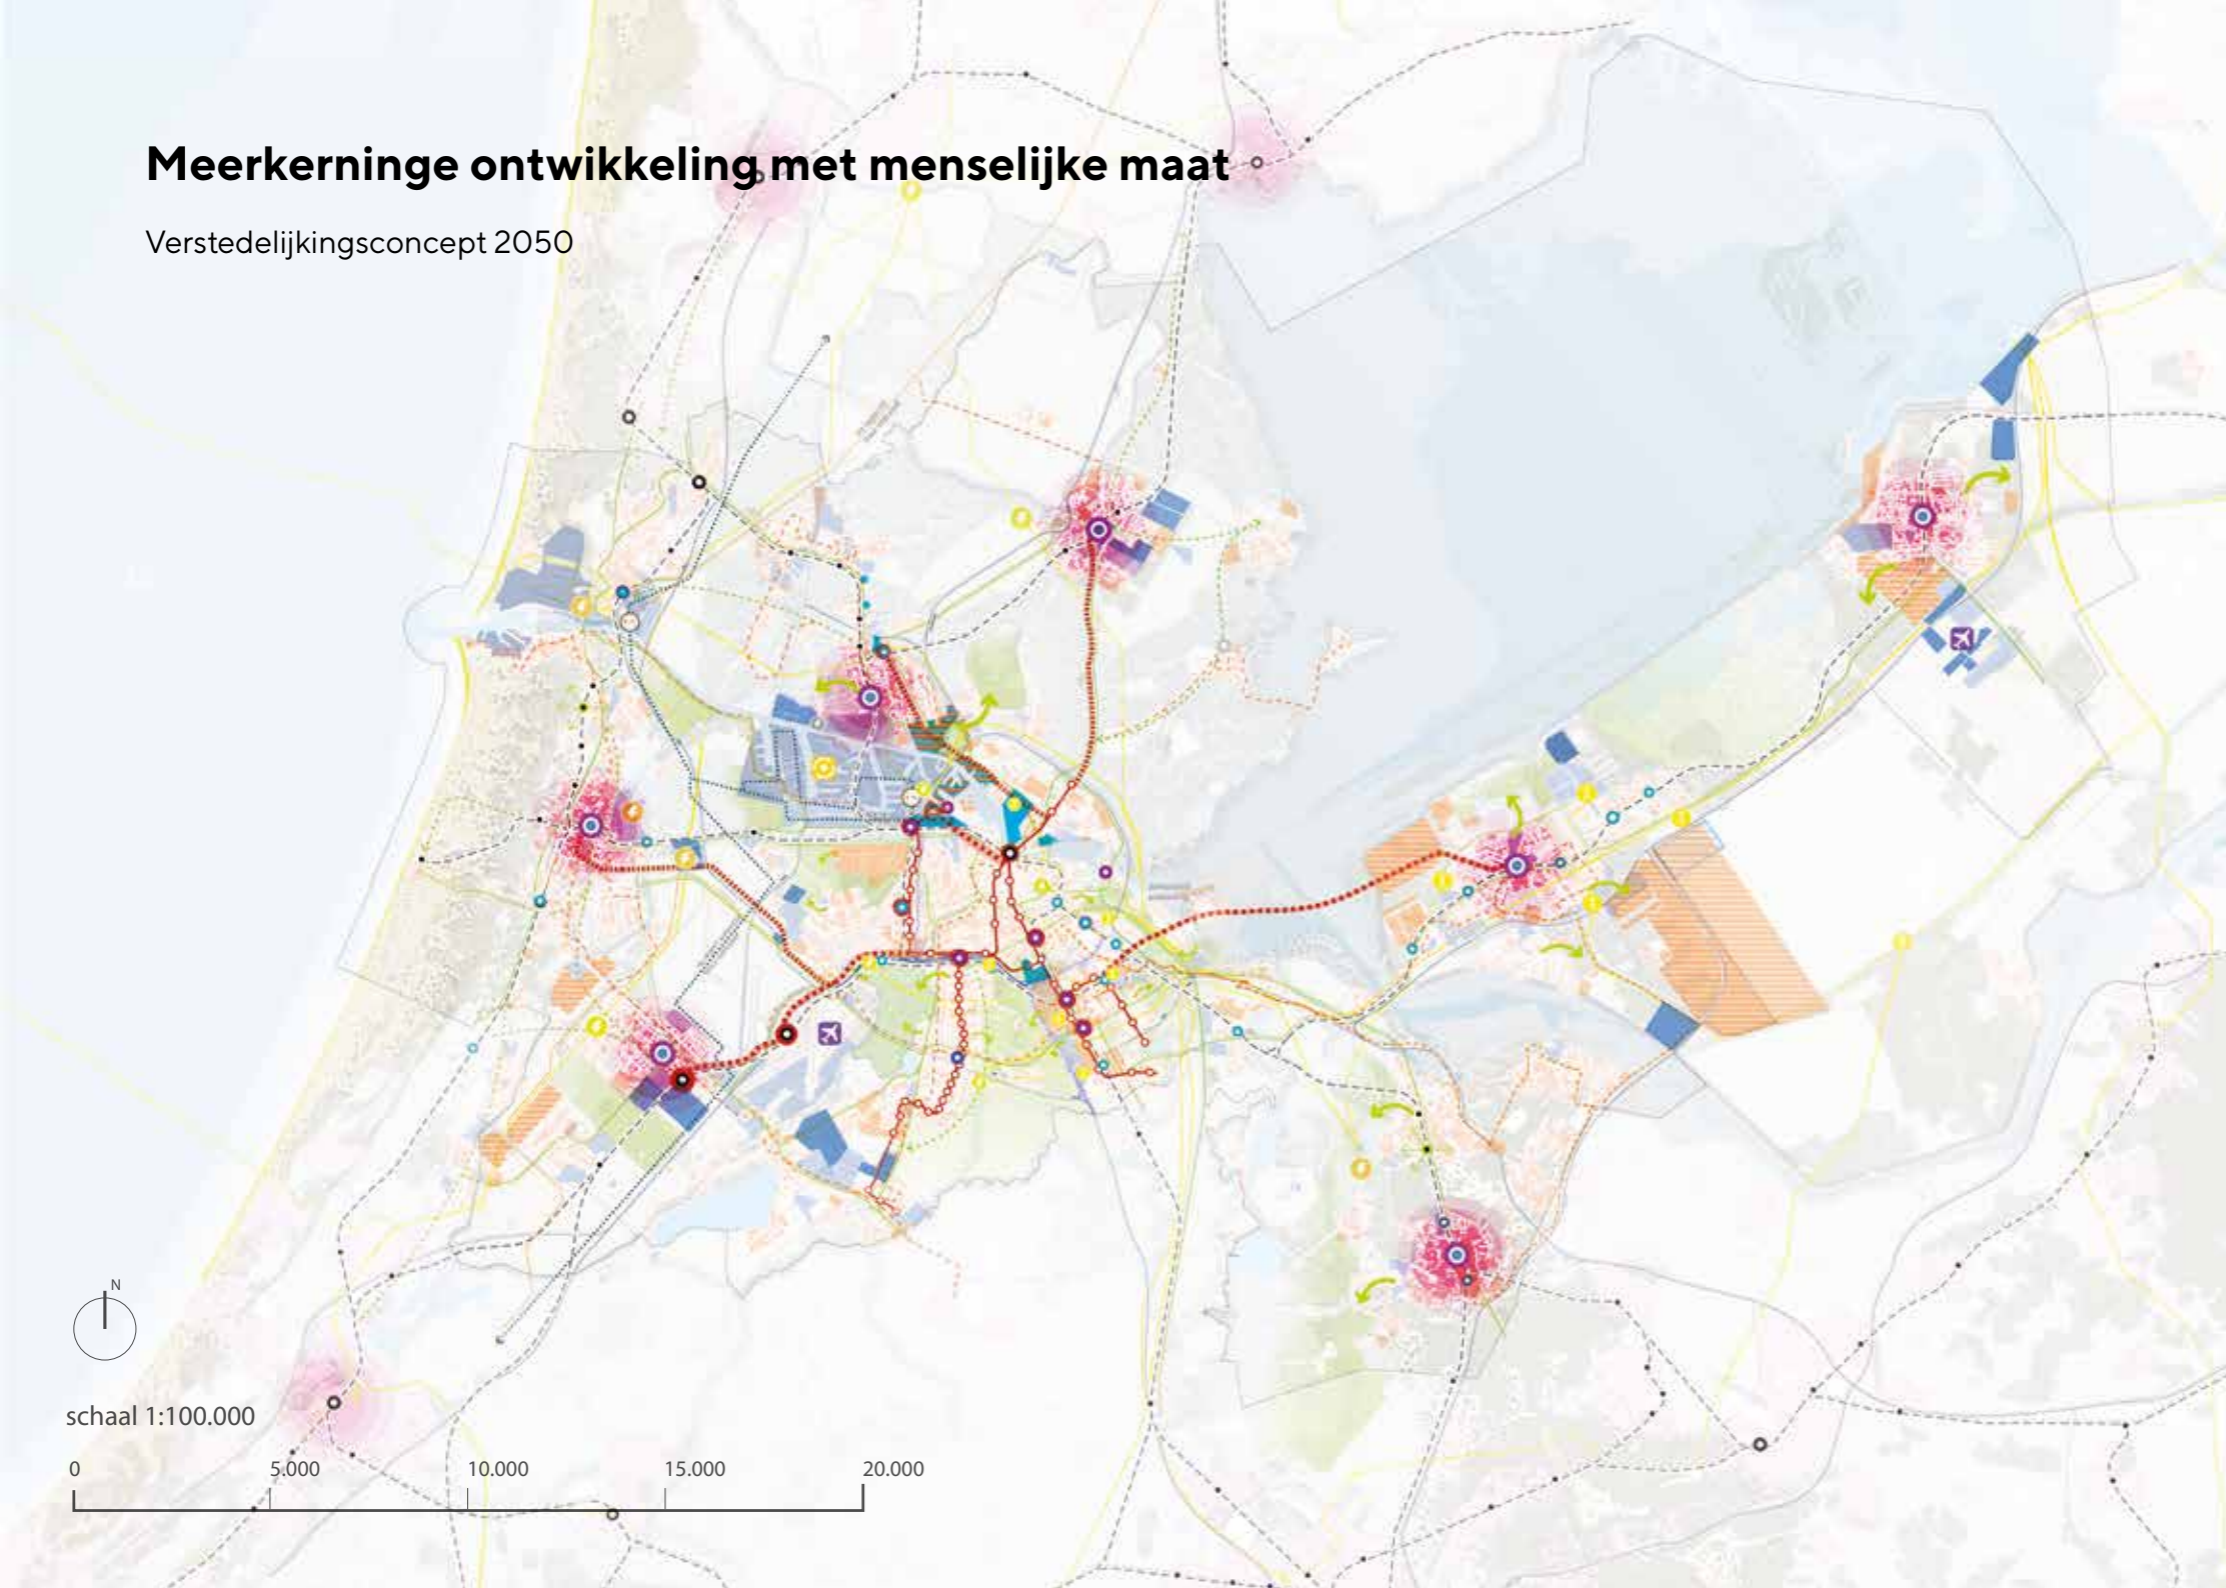 Meerkerninge ontwikkeling met menselijke maat
Verstedelijkingsconcept 2050
N
schaal 1:100.000
0 5.000 10.000 15.000 20.000